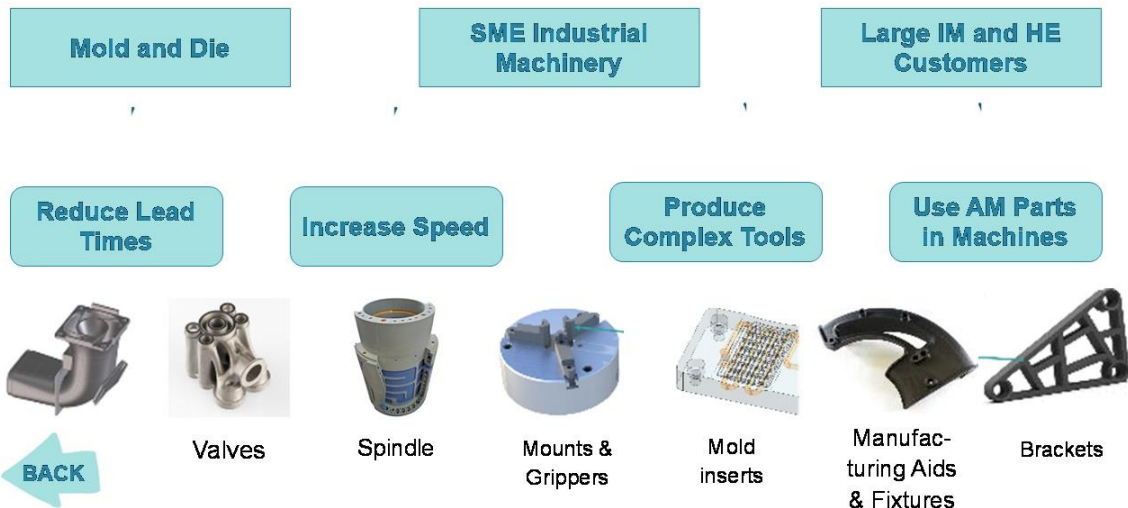 Mold and Die
SME Industrial
Machinery
Large IM and HE
Customers
Reduce Lead
Times
Increase Speed
Produce
Complex Tools
Use AM Parts
in Machines
BACK
Valves
Spindle
Mounts &
Grippers
Mold
inserts
Manufac-
turing Aids
& Fixtures
Brackets